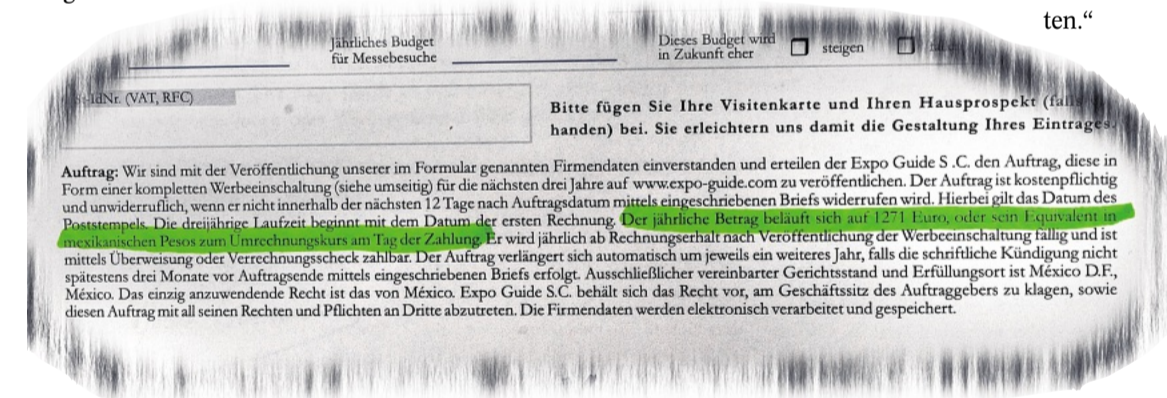 ten.“
Jährliches Budget
für Messebesuche
Dieses Budget wird
in Zukunft eher
steigen
IdNr. (VAT, RFC)
Bitte fügen Sie Ihre Visitenkarte und Ihren Hausprospekt (falls
handen) bei. Sie erleichtern uns damit die Gestaltung Ihres Eintrages.
Auftrag: Wir sind mit der Veröffentlichung unserer im Formular genannten Firmendaten einverstanden und erteilen der Expo Guide S .C. den Auftrag, diese in
Form einer kompletten Werbeeinschaltung (siehe umseitig) für die nächsten drei Jahre auf www.expo-guide.com zu veröffentlichen. Der Auftrag ist kostenpflichtig
und unwiderruflich, wenn er nicht innerhalb der nächsten 12 Tage nach Auftragsdatum mittels eingeschriebenen Briefs widerrufen wird. Hierbei gilt das Datum des
Poststempels. Die dreijährige Laufzeit beginnt mit dem Datum der ersten Rechnung. Der jährliche Betrag beläuft sich auf 1271 Euro, oder sein Equivalent in
mexikanischen Pesos zum Umrechnungskurs am Tag der Zahlung. Er wird jährlich ab Rechnungserhalt nach Veröffentlichung der Werbeeinschaltung fällig und ist
mittels Überweisung oder Verrechnungsscheck zahlbar. Der Auftrag verlängert sich automatisch um jeweils ein weiteres Jahr, falls die schriftliche Kündigung nicht
spätestens drei Monate vor Auftragsende mittels eingeschriebenen Briefs erfolgt. Ausschließlicher vereinbarter Gerichtsstand und Erfüllungsort ist México D.F.,
México. Das einzig anzuwendende Recht ist das von México. Expo Guide S.C. behält sich das Recht vor, am Geschäftssitz des Auftraggebers zu klagen, sowie
diesen Auftrag mit all seinen Rechten und Pflichten an Dritte abzutreten. Die Firmendaten werden elektronisch verarbeitet und gespeichert.